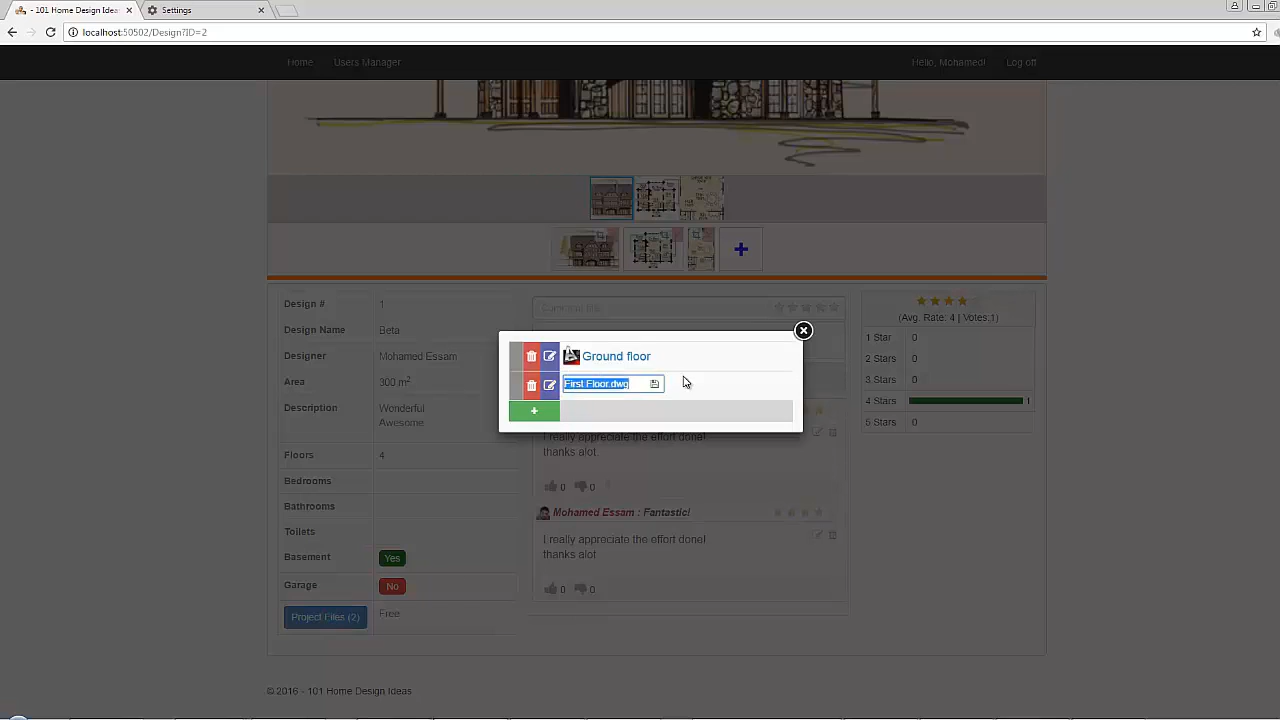 - 101 Home Design Ideas
Settings
localhost:50502/Design?ID=2
Home
Users Manager
Hello, Mohamed!
Log off
Design #
1
Design Name
Beta
Designer
Mohamed Essam
Area
300 m²
Description
Wonderful
Awesome
Floors
4
Bedrooms
Bathrooms
Toilets
Basement
Yes
Garage
No
Project Files (2)
Free
Ground floor
First Floor.dwg
+
I really appreciate the effort done!
thanks alot.
0
0
Mohamed Essam : Fantastic!
I really appreciate the effort done!
thanks alot
0
0
(Avg. Rate: 4 | Votes:1)
1 Star
0
2 Stars
0
3 Stars
0
4 Stars
1
5 Stars
0
© 2016 - 101 Home Design Ideas